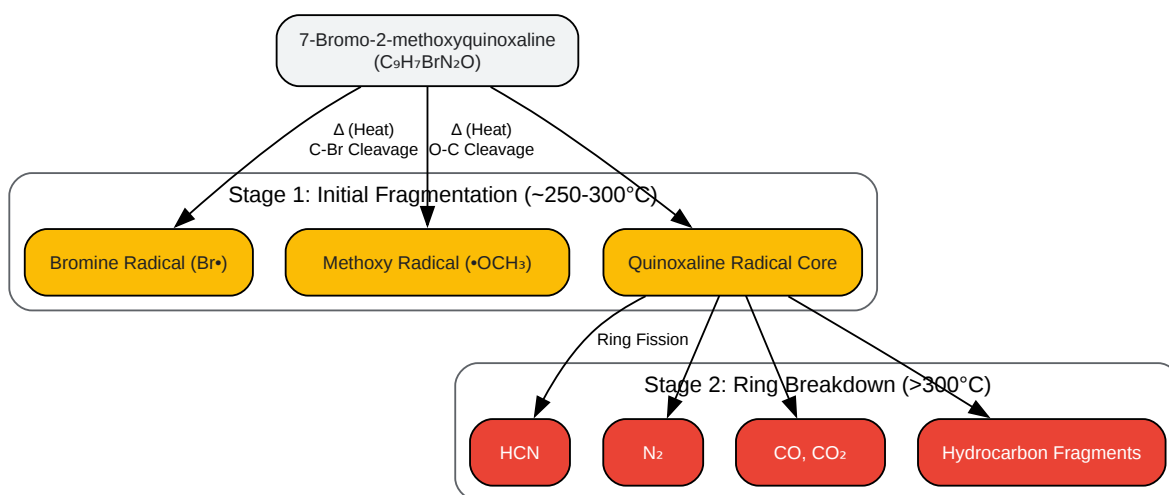 7-Bromo-2-methoxyquinoxaline
(C₉H₇BrN₂O)
Δ (Heat)
C-Br Cleavage
Δ (Heat)
O-C Cleavage
Stage 1: Initial Fragmentation (~250-300°C)
Bromine Radical (Br•)
Methoxy Radical (•OCH₃)
Quinoxaline Radical Core
Ring Fission
Stage 2: Ring Breakdown (>300°C)
HCN
N₂
CO, CO₂
Hydrocarbon Fragments